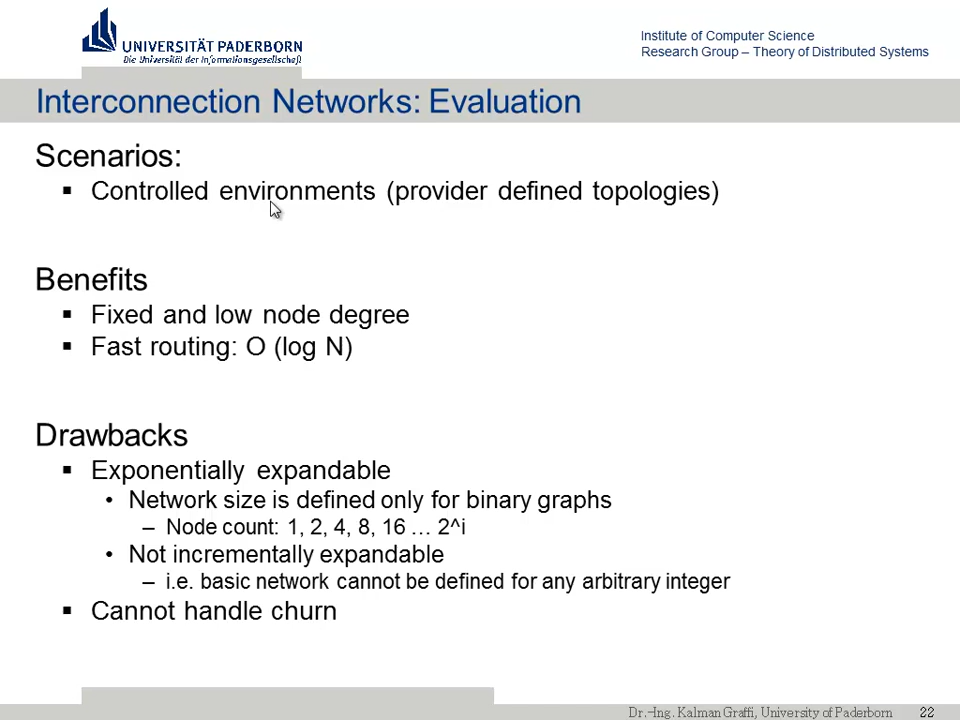 UNIVERSITÄT PADERBORN
Die Universität der Informationsgesellschaft
Institute of Computer Science
Research Group – Theory of Distributed Systems
Interconnection Networks: Evaluation
Scenarios:
▪ Controlled environments (provider defined topologies)
Benefits
▪ Fixed and low node degree
▪ Fast routing: O (log N)
Drawbacks
▪ Exponentially expandable
• Network size is defined only for binary graphs
– Node count: 1, 2, 4, 8, 16 … 2^i
• Not incrementally expandable
– i.e. basic network cannot be defined for any arbitrary integer
▪ Cannot handle churn
Dr.-Ing. Kalman Graffi, University of Paderborn 22